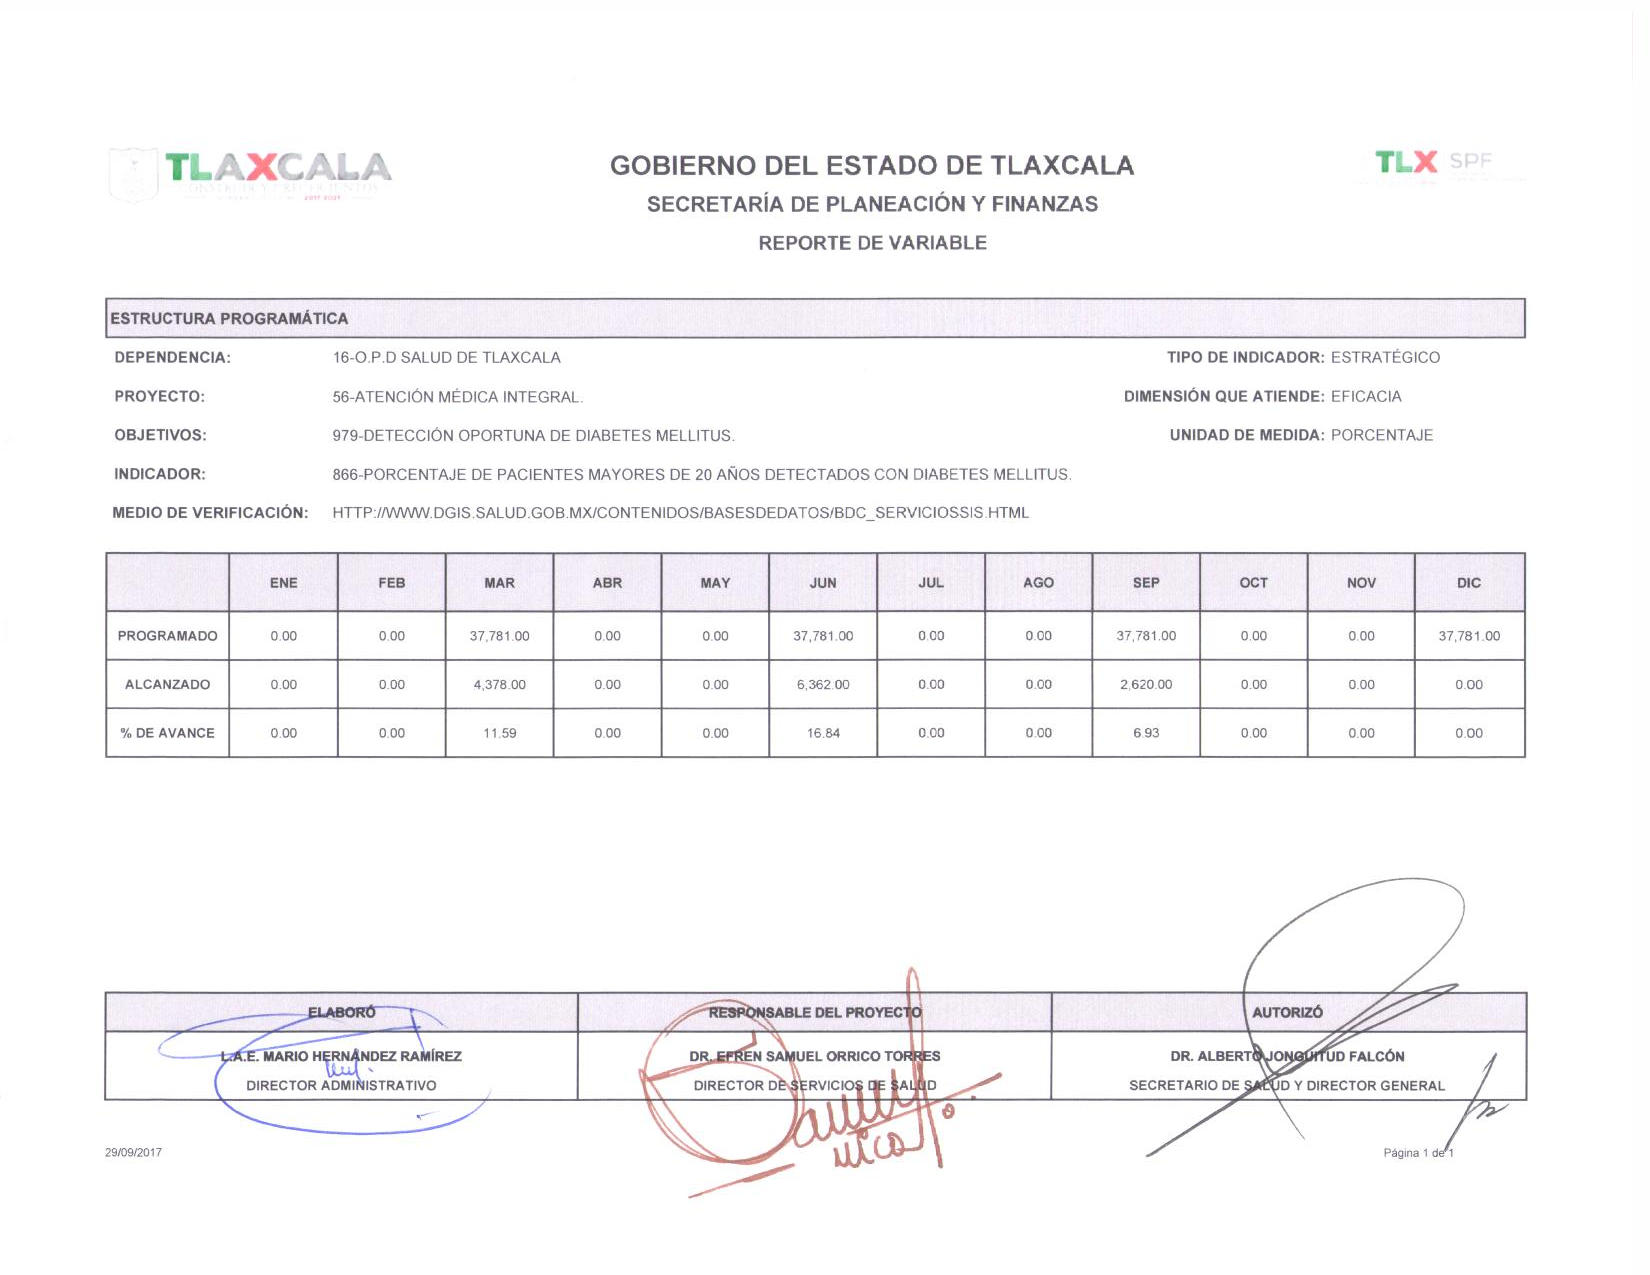 TLAXCALA
CONSTRUIR Y CRECER JUNTOS
2017-2021
GOBIERNO DEL ESTADO DE TLAXCALA
TLX SPF
SECRETARÍA DE PLANEACIÓN Y FINANZAS
REPORTE DE VARIABLE
ESTRUCTURA PROGRAMÁTICA
DEPENDENCIA: 16-O.P.D SALUD DE TLAXCALA TIPO DE INDICADOR: ESTRATÉGICO
PROYECTO: 56-ATENCIÓN MÉDICA INTEGRAL. DIMENSIÓN QUE ATIENDE: EFICACIA
OBJETIVOS: 979-DETECCIÓN OPORTUNA DE DIABETES MELLITUS. UNIDAD DE MEDIDA: PORCENTAJE
INDICADOR: 866-PORCENTAJE DE PACIENTES MAYORES DE 20 AÑOS DETECTADOS CON DIABETES MELLITUS.
MEDIO DE VERIFICACIÓN: HTTP://WWW.DGIS.SALUD.GOB.MX/CONTENIDOS/BASESDEDATOS/BDC_SERVICIOSSIS.HTML
ENE FEB MAR ABR MAY JUN JUL AGO SEP OCT NOV DIC
PROGRAMADO 0.00 0.00 37,781.00 0.00 0.00 37,781.00 0.00 0.00 37,781.00 0.00 0.00 37,781.00
ALCANZADO 0.00 0.00 4,378.00 0.00 0.00 6,362.00 0.00 0.00 2,620.00 0.00 0.00 0.00
% DE AVANCE 0.00 0.00 11.59 0.00 0.00 16.84 0.00 0.00 6.93 0.00 0.00 0.00
ELABORÓ RESPONSABLE DEL PROYECTO AUTORIZÓ
L.A.E. MARIO HERNÁNDEZ RAMÍREZ DR. EFREN SAMUEL ORRICO TORRES DR. ALBERTO JONGUITUD FALCÓN
DIRECTOR ADMINISTRATIVO DIRECTOR DE SERVICIOS DE SALUD SECRETARIO DE SALUD Y DIRECTOR GENERAL
29/09/2017 Página 1 de 1